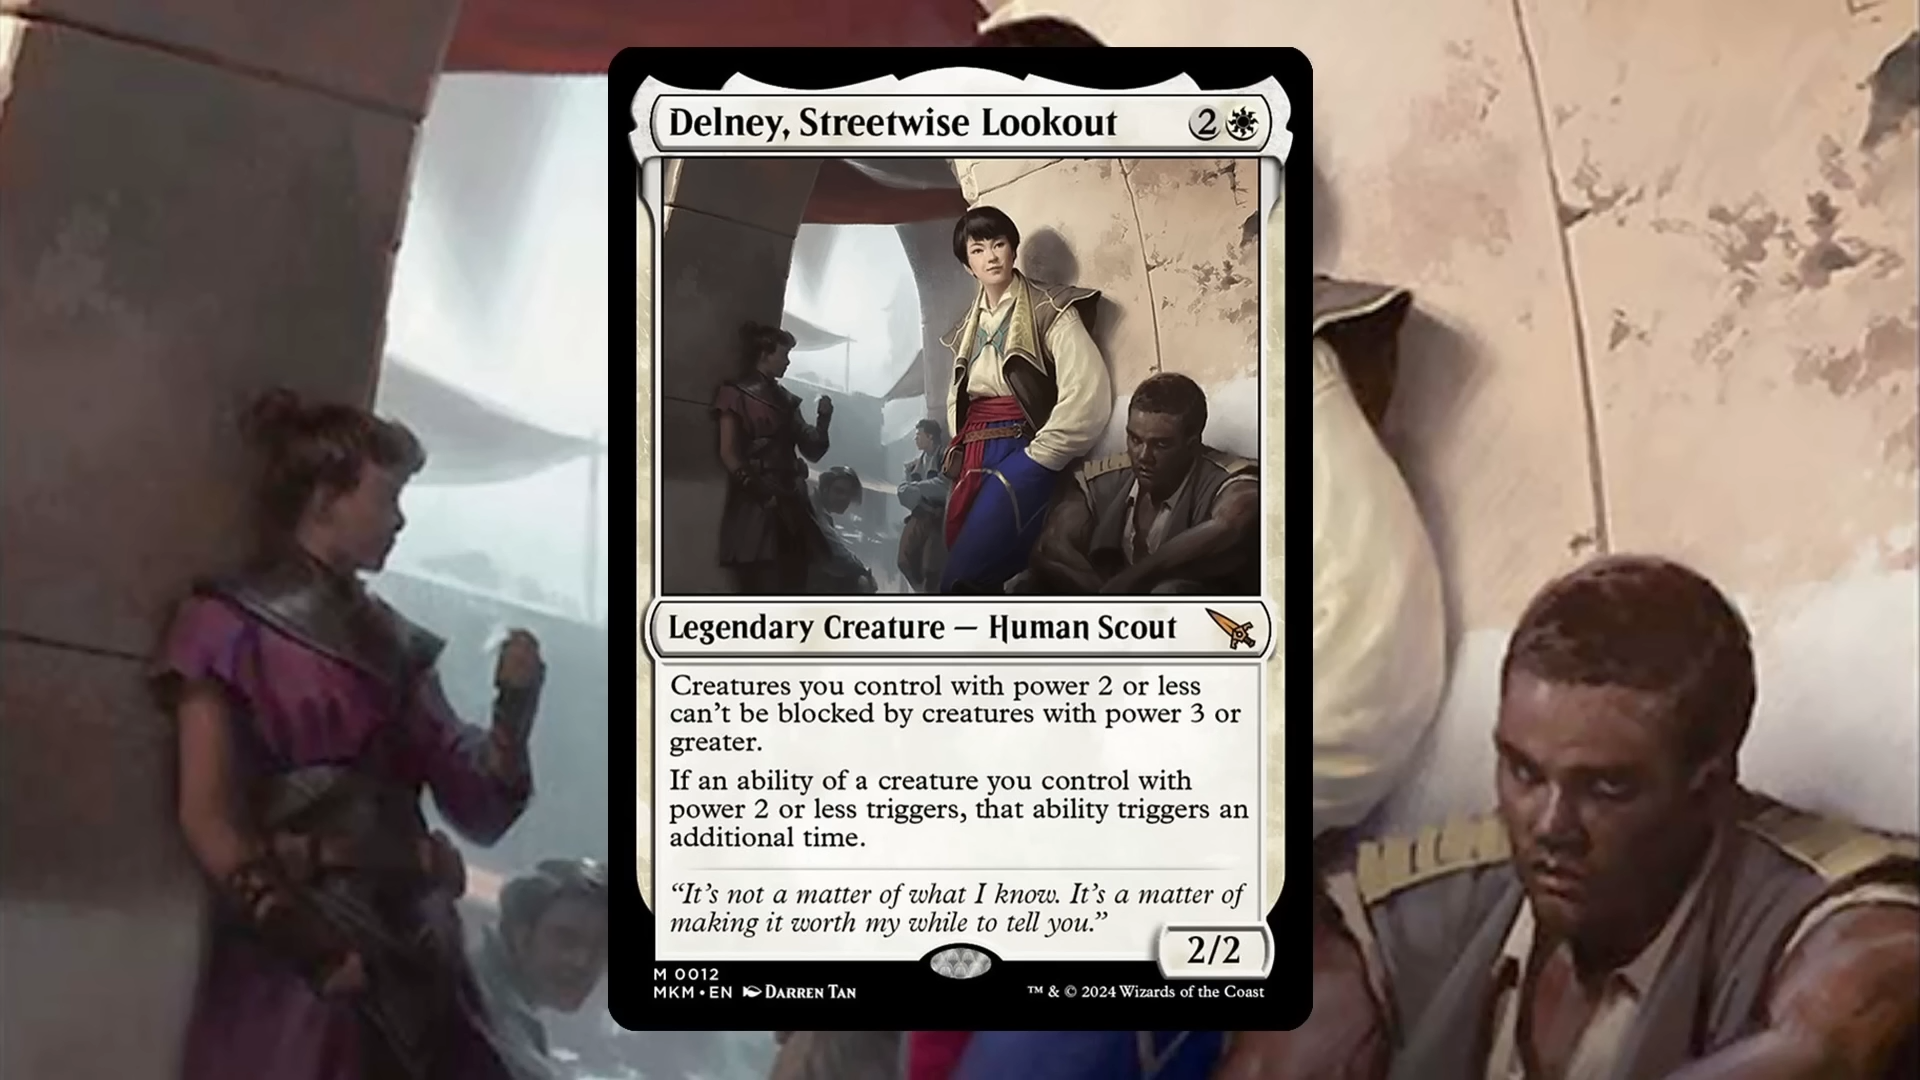 Delney, Streetwise Lookout 2
Legendary Creature — Human Scout
Creatures you control with power 2 or less
can’t be blocked by creatures with power 3 or
greater.
If an ability of a creature you control with
power 2 or less triggers, that ability triggers an
additional time.
“It’s not a matter of what I know. It’s a matter of
making it worth my while to tell you.”
2/2
M 0012
MKM • EN DARREN TAN
™ & © 2024 Wizards of the Coast